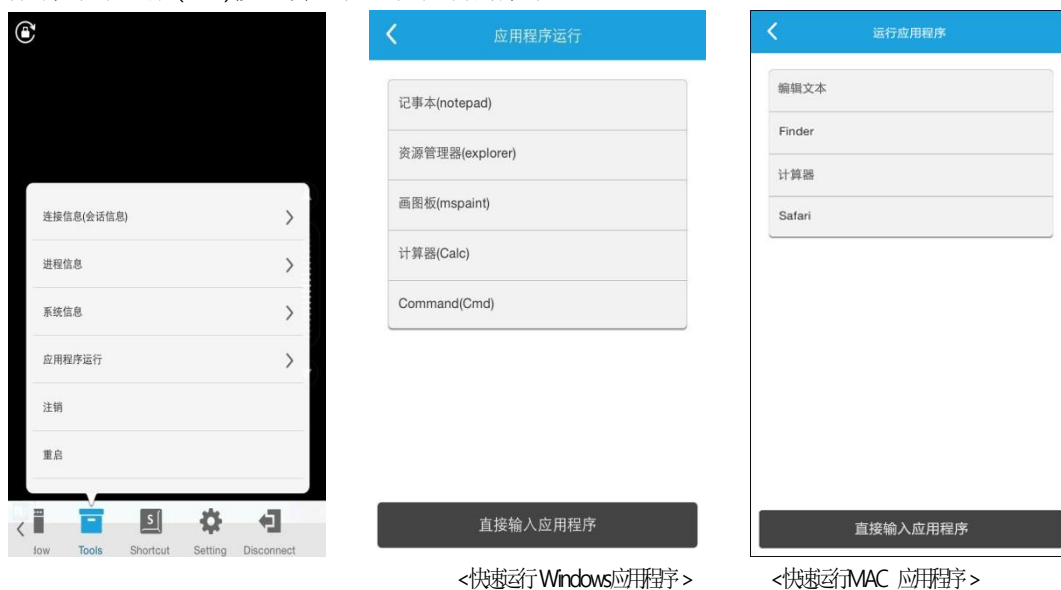 连接信息(会话信息)
进程信息
系统信息
应用程序运行
注销
重启
low Tools Shortcut Setting Disconnect
应用程序运行
记事本(notepad)
资源管理器(explorer)
画图板(mspaint)
计算器(Calc)
Command(Cmd)
直接输入应用程序
<快速运行 Windows应用程序 >
运行应用程序
编辑文本
Finder
计算器
Safari
直接输入应用程序
<快速运行MAC 应用程序 >